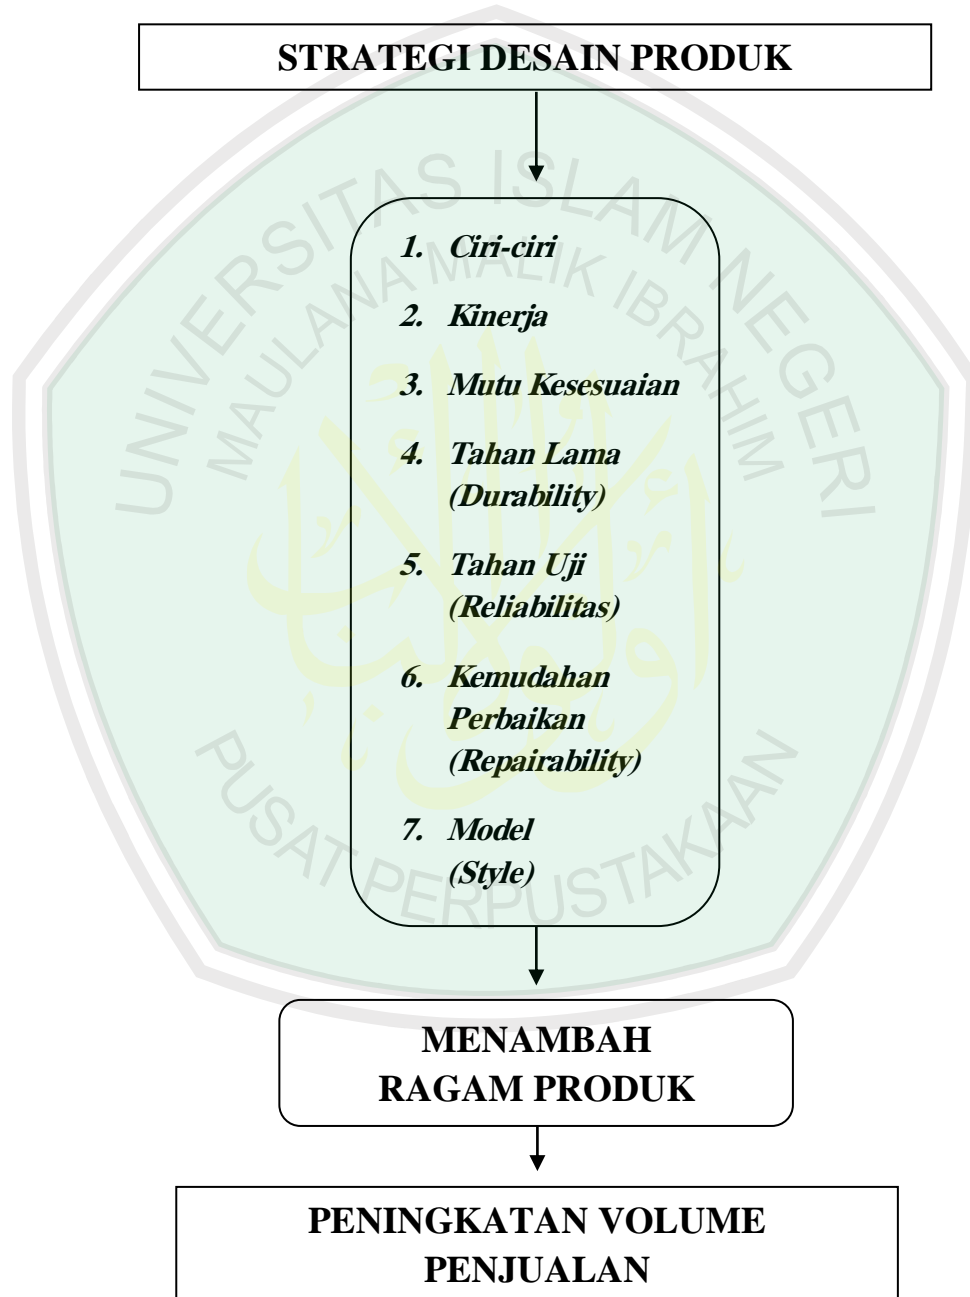 STRATEGI DESAIN PRODUK
UNIVERSITAS ISLAM NEGERI
MAULANA MALIK IBRAHIM
1. Ciri-ciri
2. Kinerja
3. Mutu Kesesuaian
4. Tahan Lama
(Durability)
5. Tahan Uji
(Reliabilitas)
6. Kemudahan
Perbaikan
(Repairability)
7. Model
(Style)
PUSAT PERPUSTAKAAN
MENAMBAH
RAGAM PRODUK
PENINGKATAN VOLUME
PENJUALAN